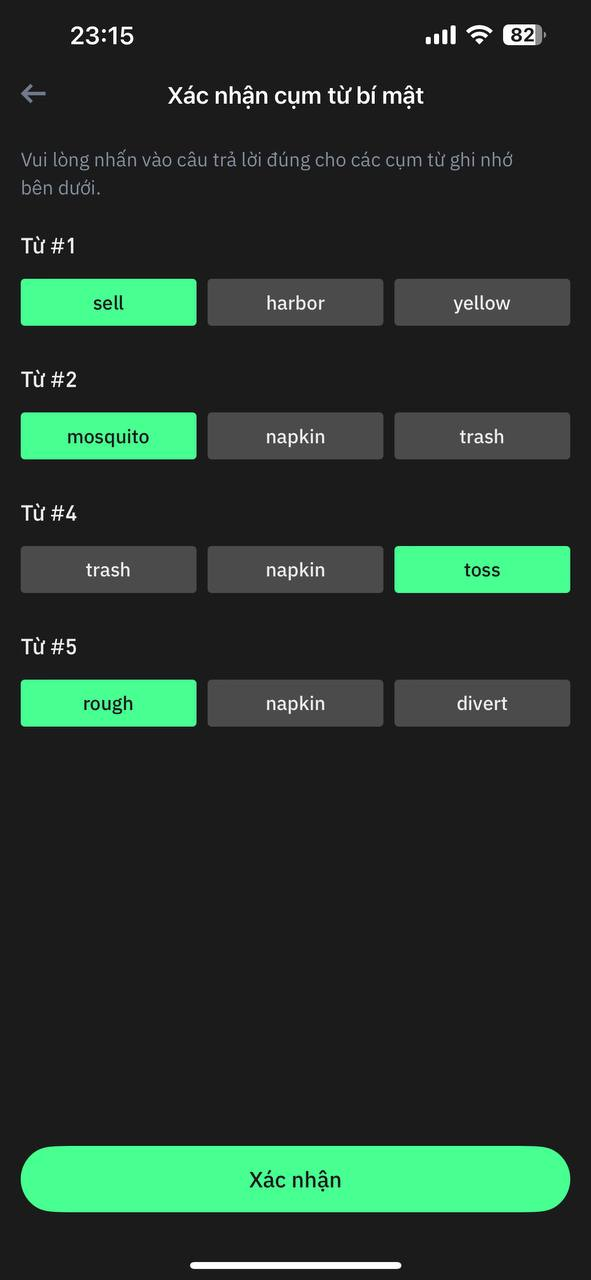 23:15
82
Xác nhận cụm từ bí mật
Vui lòng nhấn vào câu trả lời đúng cho các cụm từ ghi nhớ
bên dưới.
Từ #1
sell harbor yellow
Từ #2
mosquito napkin trash
Từ #4
trash napkin toss
Từ #5
rough napkin divert
Xác nhận